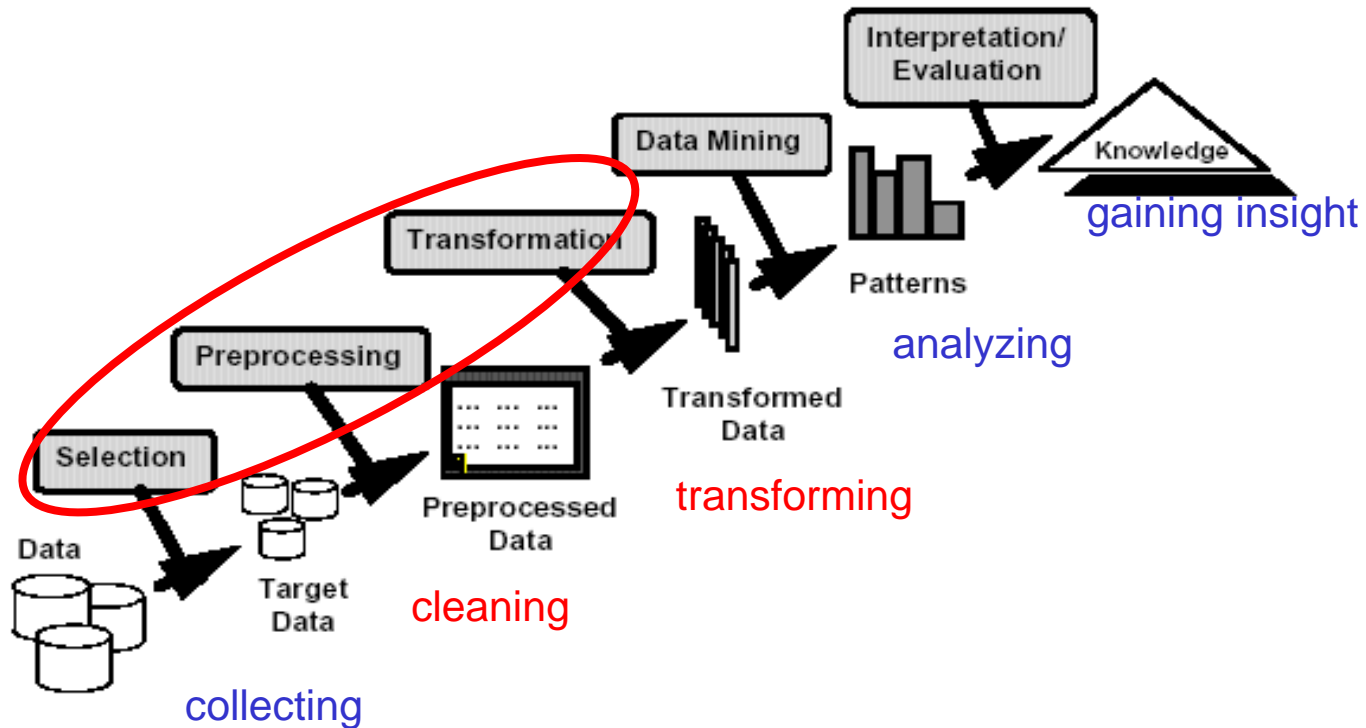 Interpretation/
Evaluation
Data Mining
Knowledge
gaining insight
Transformation
Patterns
analyzing
Preprocessing
Transformed
Data
... ... ...
... ... ...
... ... ...
Selection
transforming
Preprocessed
Data
Data
Target
Data
cleaning
collecting